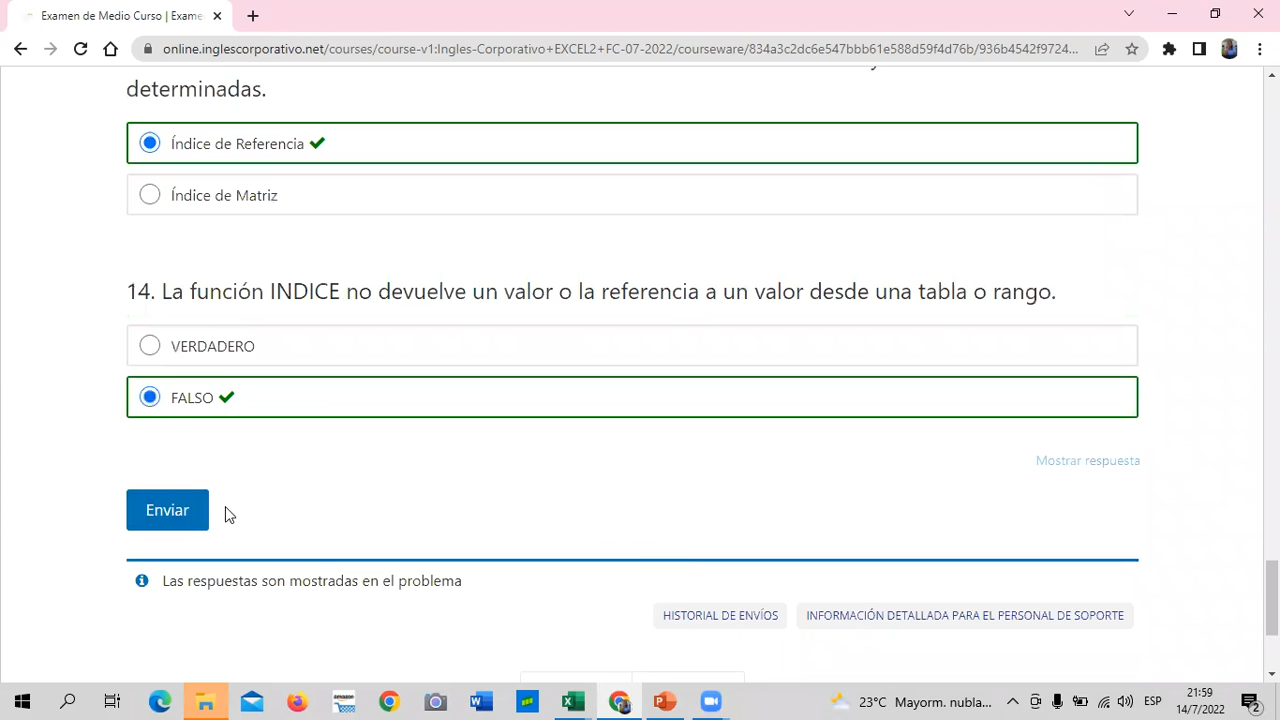 Examen de Medio Curso | Exame
online.inglescorporativo.net/courses/course-v1:Ingles-Corporativo+EXCEL2+FC-07-2022/courseware/834a3c2dc6e547bbb61e588d59f4d76b/936b4542f9724...
determinadas.
Índice de Referencia
Índice de Matriz
14. La función INDICE no devuelve un valor o la referencia a un valor desde una tabla o rango.
VERDADERO
FALSO
Mostrar respuesta
Enviar
Las respuestas son mostradas en el problema
HISTORIAL DE ENVÍOS
INFORMACIÓN DETALLADA PARA EL PERSONAL DE SOPORTE
amazon
23°C Mayorm. nubla...
ESP
21:59
14/7/2022
2